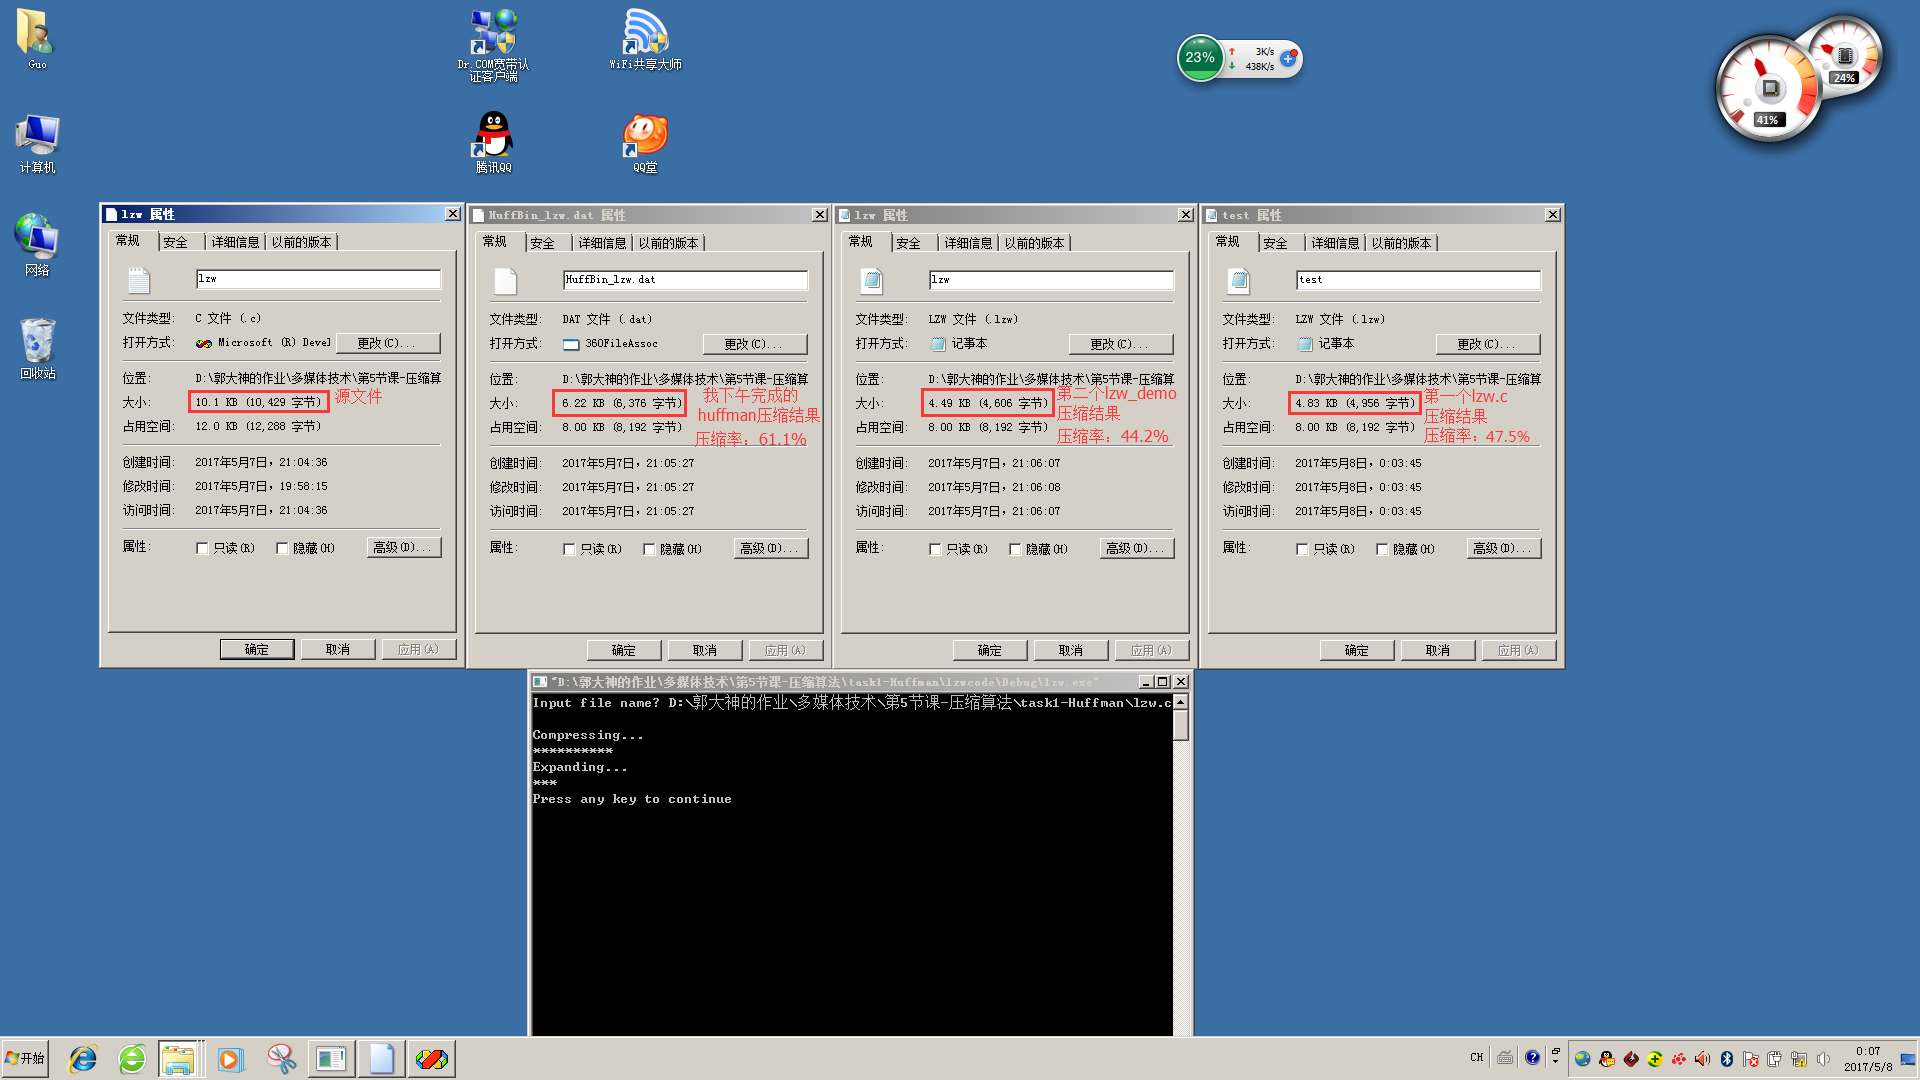 Guo
Dr.COM宽带认
证客户端
WiFi共享大师
23%
3K/s
438K/s
24%
41%
计算机
腾讯QQ
QQ堂
网络
回收站
lzw 属性
常规 安全 详细信息 以前的版本
lzw
文件类型: C 文件 (.c)
打开方式: Microsoft (R) Devel 更改(C)...
位置: D:\郭大神的作业\多媒体技术\第5节课-压缩算
大小: 10.1 KB (10,429 字节) 源文件
占用空间: 12.0 KB (12,288 字节)
创建时间: 2017年5月7日, 21:04:36
修改时间: 2017年5月7日, 19:58:15
访问时间: 2017年5月7日, 21:04:36
属性: 只读(R) 隐藏(H) 高级(D)...
确定 取消 应用(A)
HuffBin_lzw.dat 属性
常规 安全 详细信息 以前的版本
HuffBin_lzw.dat
文件类型: DAT 文件 (.dat)
打开方式: 360FileAssoc 更改(C)...
位置: D:\郭大神的作业\多媒体技术\第5节课-压缩算
大小: 6.22 KB (6,376 字节)
占用空间: 8.00 KB (8,192 字节)
我下午完成的
huffman压缩结果
压缩率：61.1%
创建时间: 2017年5月7日, 21:05:27
修改时间: 2017年5月7日, 21:05:27
访问时间: 2017年5月7日, 21:05:27
属性: 只读(R) 隐藏(H) 高级(D)...
确定 取消 应用(A)
lzw 属性
常规 安全 详细信息 以前的版本
lzw
文件类型: LZW 文件 (.lzw)
打开方式: 记事本 更改(C)...
位置: D:\郭大神的作业\多媒体技术\第5节课-压缩算
大小: 4.49 KB (4,606 字节)
占用空间: 8.00 KB (8,192 字节)
第二个lzw_demo
压缩结果
压缩率：44.2%
创建时间: 2017年5月7日, 21:06:07
修改时间: 2017年5月7日, 21:06:08
访问时间: 2017年5月7日, 21:06:07
属性: 只读(R) 隐藏(H) 高级(D)...
确定 取消 应用(A)
test 属性
常规 安全 详细信息 以前的版本
test
文件类型: LZW 文件 (.lzw)
打开方式: 记事本 更改(C)...
位置: D:\郭大神的作业\多媒体技术\第5节课-压缩算
大小: 4.83 KB (4,956 字节)
占用空间: 8.00 KB (8,192 字节)
第一个lzw.c
压缩结果
压缩率：47.5%
创建时间: 2017年5月8日, 0:03:45
修改时间: 2017年5月8日, 0:03:45
访问时间: 2017年5月8日, 0:03:45
属性: 只读(R) 隐藏(H) 高级(D)...
确定 取消 应用(A)
"D:\郭大神的作业\多媒体技术\第5节课-压缩算法\task1-Huffman\lzwcode\Debug\lzw.exe"
Input file name? D:\郭大神的作业\多媒体技术\第5节课-压缩算法\task1-Huffman\lzw.c
Compressing...
**********
Expanding...
***
Press any key to continue
开始
CH
0:07
2017/5/8